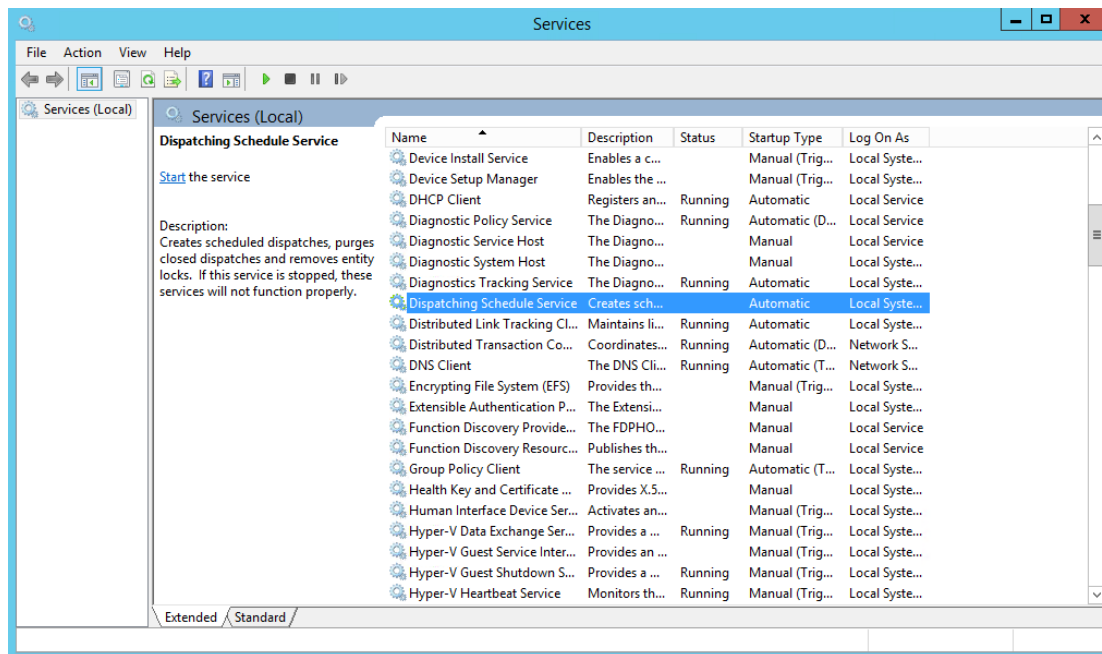 Services
File Action View Help
Services (Local)
Services (Local)
Dispatching Schedule Service
Start the service
Description:
Creates scheduled dispatches, purges
closed dispatches and removes entity
locks. If this service is stopped, these
services will not function properly.
Name Description Status Startup Type Log On As
Device Install Service Enables a c... Manual (Trig... Local Syste...
Device Setup Manager Enables the ... Manual (Trig... Local Syste...
DHCP Client Registers an... Running Automatic Local Service
Diagnostic Policy Service The Diagno... Running Automatic (D... Local Service
Diagnostic Service Host The Diagno... Manual Local Service
Diagnostic System Host The Diagno... Manual Local Syste...
Diagnostics Tracking Service The Diagno... Running Automatic Local Syste...
Dispatching Schedule Service Creates sch... Automatic Local Syste...
Distributed Link Tracking Cl... Maintains li... Running Automatic Local Syste...
Distributed Transaction Co... Coordinates... Running Automatic (D... Network S...
DNS Client The DNS Cli... Running Automatic (T... Network S...
Encrypting File System (EFS) Provides th... Manual (Trig... Local Syste...
Extensible Authentication P... The Extensi... Manual Local Syste...
Function Discovery Provide... The FDPHO... Manual Local Service
Function Discovery Resourc... Publishes th... Manual Local Service
Group Policy Client The service ... Running Automatic (T... Local Syste...
Health Key and Certificate ... Provides X.5... Manual Local Syste...
Human Interface Device Ser... Activates an... Manual (Trig... Local Syste...
Hyper-V Data Exchange Ser... Provides a ... Running Manual (Trig... Local Syste...
Hyper-V Guest Service Inter... Provides an ... Manual (Trig... Local Syste...
Hyper-V Guest Shutdown S... Provides a ... Running Manual (Trig... Local Syste...
Hyper-V Heartbeat Service Monitors th... Running Manual (Trig... Local Syste...
Extended Standard